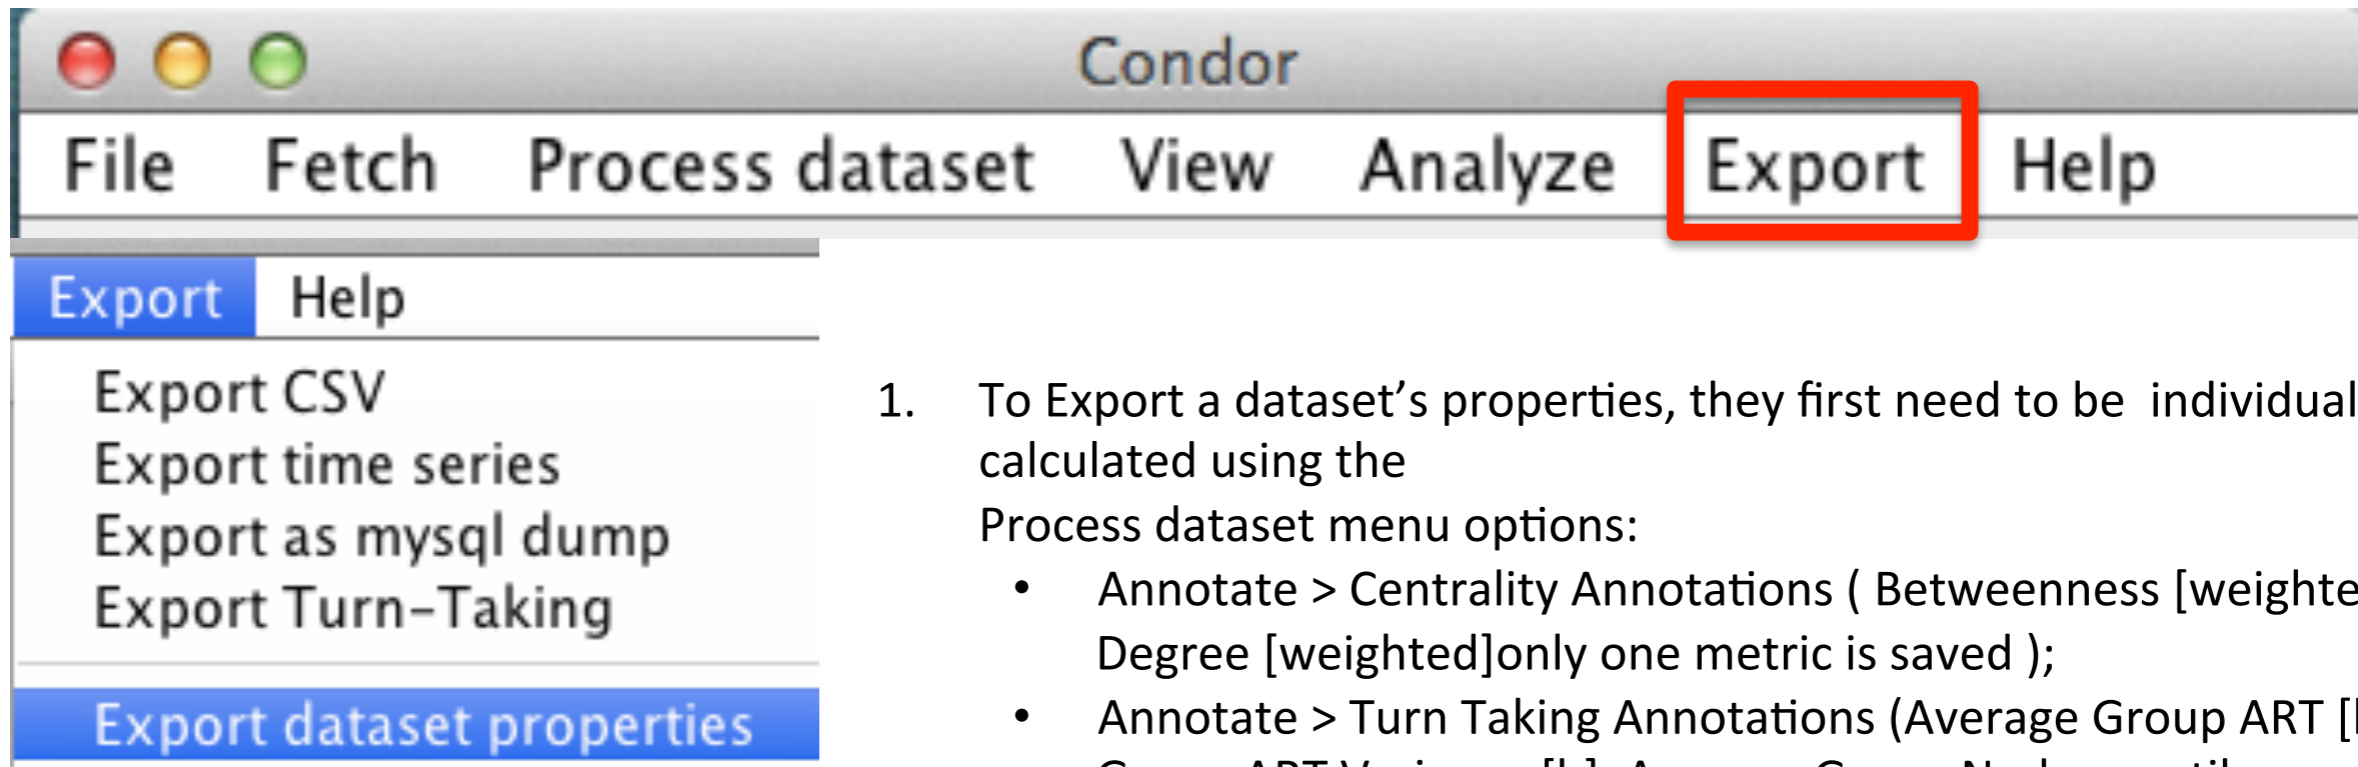 Condor
File Fetch Process dataset View Analyze Export Help
Export Help
Export CSV
Export time series
Export as mysql dump
Export Turn-Taking
Export dataset properties
1. To Export a dataset’s properties, they first need to be individual
calculated using the
Process dataset menu options:
• Annotate > Centrality Annotations ( Betweenness [weighte
Degree [weighted]only one metric is saved );
• Annotate > Turn Taking Annotations (Average Group ART [